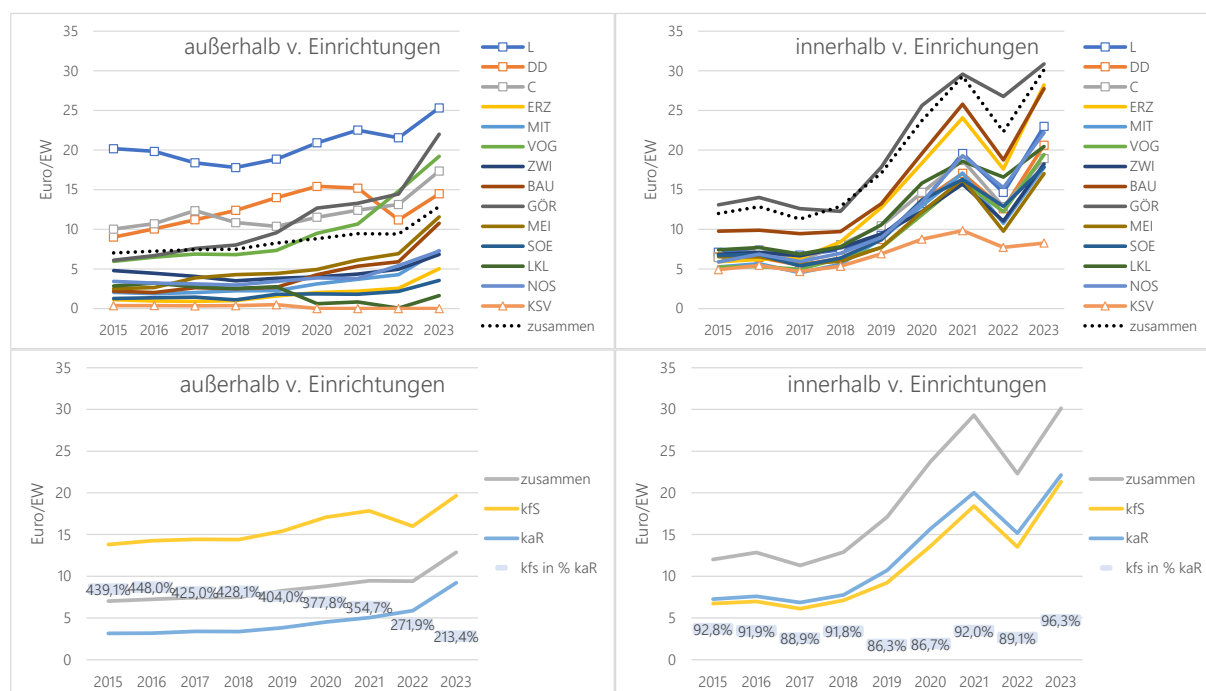 außerhalb v. Einrichtungen
35
30
25
20
15
10
5
0
Euro/EW
2015 2016 2017 2018 2019 2020 2021 2022 2023
L
DD
C
ERZ
MIT
VOG
ZWI
BAU
GÖR
MEI
SOE
LKL
NOS
KSV
zusammen
innerhalb v. Einrichungen
35
30
25
20
15
10
5
0
Euro/EW
2015 2016 2017 2018 2019 2020 2021 2022 2023
L
DD
C
ERZ
MIT
VOG
ZWI
BAU
GÖR
MEI
SOE
LKL
NOS
KSV
zusammen
außerhalb v. Einrichtungen
35
30
25
20
15
10
5
0
Euro/EW
439,1% 448,0% 425,0% 428,1% 404,0% 377,8% 354,7% 271,9% 213,4%
2015 2016 2017 2018 2019 2020 2021 2022 2023
zusammen
kfS
kaR
kfs in % kaR
innerhalb v. Einrichtungen
35
30
25
20
15
10
5
0
Euro/EW
92,8% 91,9% 88,9% 91,8% 86,3% 86,7% 92,0% 89,1% 96,3%
2015 2016 2017 2018 2019 2020 2021 2022 2023
zusammen
kfS
kaR
kfs in % kaR